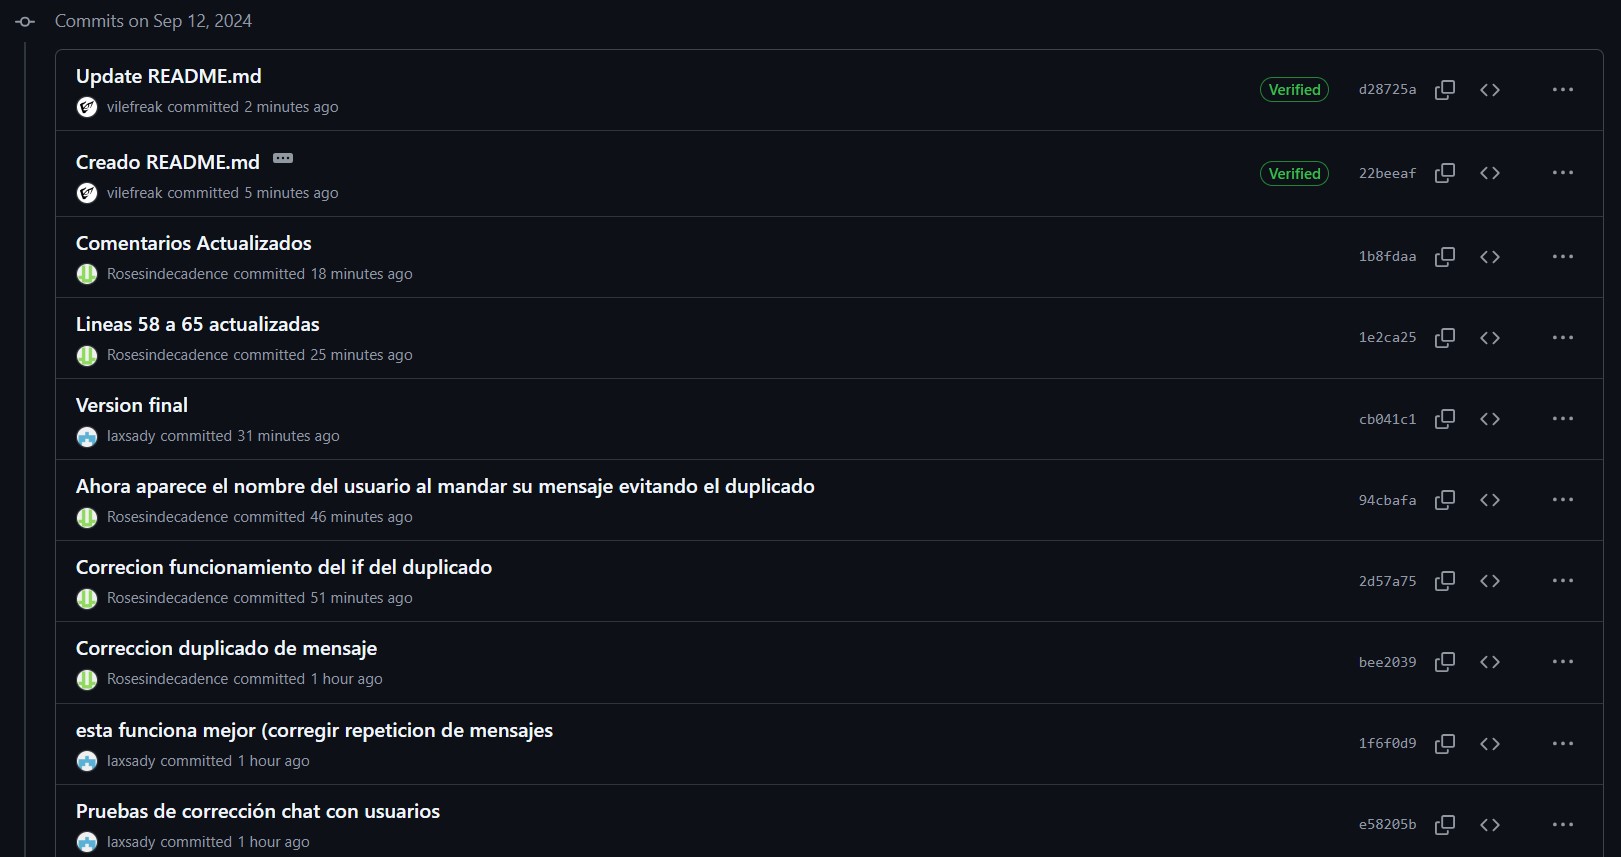 Commits on Sep 12, 2024
Update README.md
vilefreak committed 2 minutes ago
Verified
d28725a
Creado README.md
vilefreak committed 5 minutes ago
Verified
22beeaf
Comentarios Actualizados
Rosesindecadence committed 18 minutes ago
1b8fdaa
Lineas 58 a 65 actualizadas
Rosesindecadence committed 25 minutes ago
1e2ca25
Version final
laxsady committed 31 minutes ago
cb041c1
Ahora aparece el nombre del usuario al mandar su mensaje evitando el duplicado
Rosesindecadence committed 46 minutes ago
94cbafa
Correcion funcionamiento del if del duplicado
Rosesindecadence committed 51 minutes ago
2d57a75
Correccion duplicado de mensaje
Rosesindecadence committed 1 hour ago
bee2039
esta funciona mejor (corregir repeticion de mensajes
laxsady committed 1 hour ago
1f6f0d9
Pruebas de corrección chat con usuarios
laxsady committed 1 hour ago
e58205b